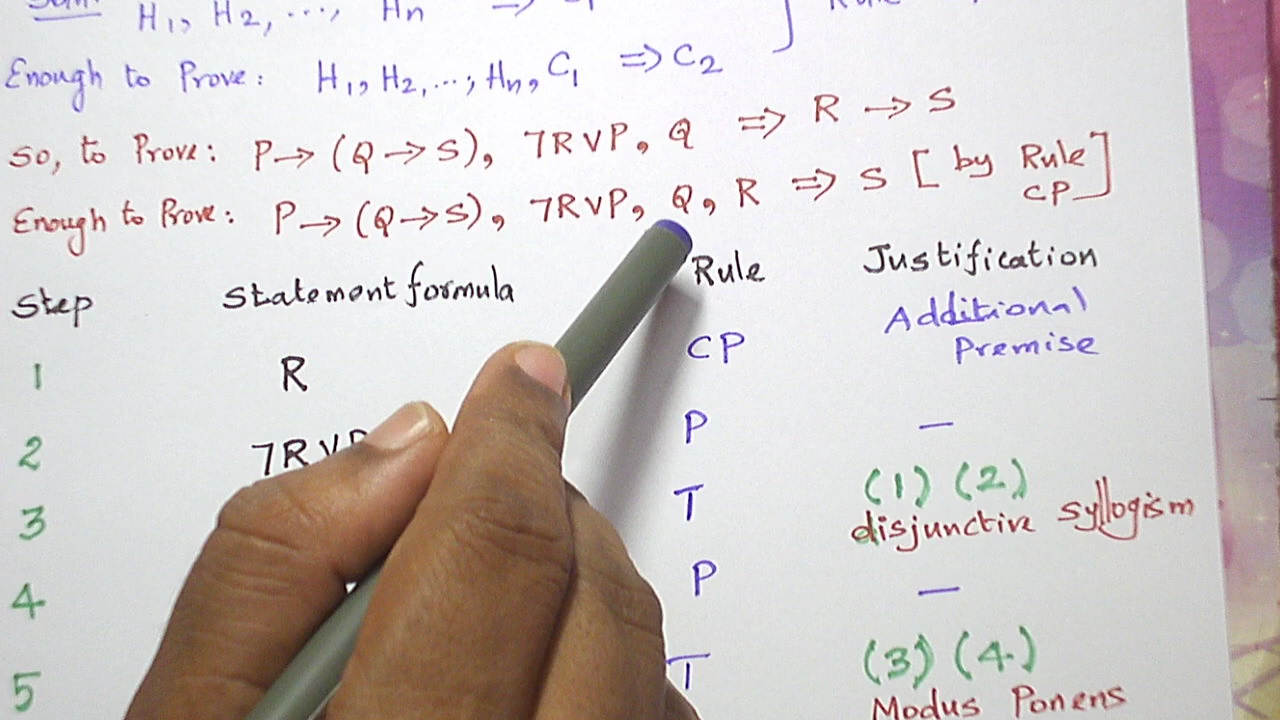 H₁, H₂, ..., Hn ⇒
Enough to Prove: H₁, H₂, ..., Hn, C₁ ⇒ C₂
So, to Prove: P → (Q → S), ¬R V P, Q ⇒ R → S
Enough to Prove: P → (Q → S), ¬R V P, Q, R ⇒ S [by Rule CP]
Step Statement formula Rule Justification
1 R CP Additional Premise
2 ¬R V P P —
3 T (1) (2)
disjunctive syllogism
4 P —
5 T (3) (4)
Modus Ponens